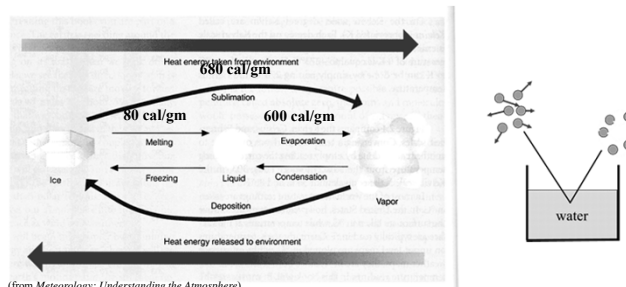 Heat energy taken from environment
680 cal/gm
Sublimation
80 cal/gm
600 cal/gm
Melting
Evaporation
Ice
Freezing
Liquid
Condensation
Vapor
Deposition
Heat energy released to environment
water
(from Meteorology: Understanding the Atmosphere)